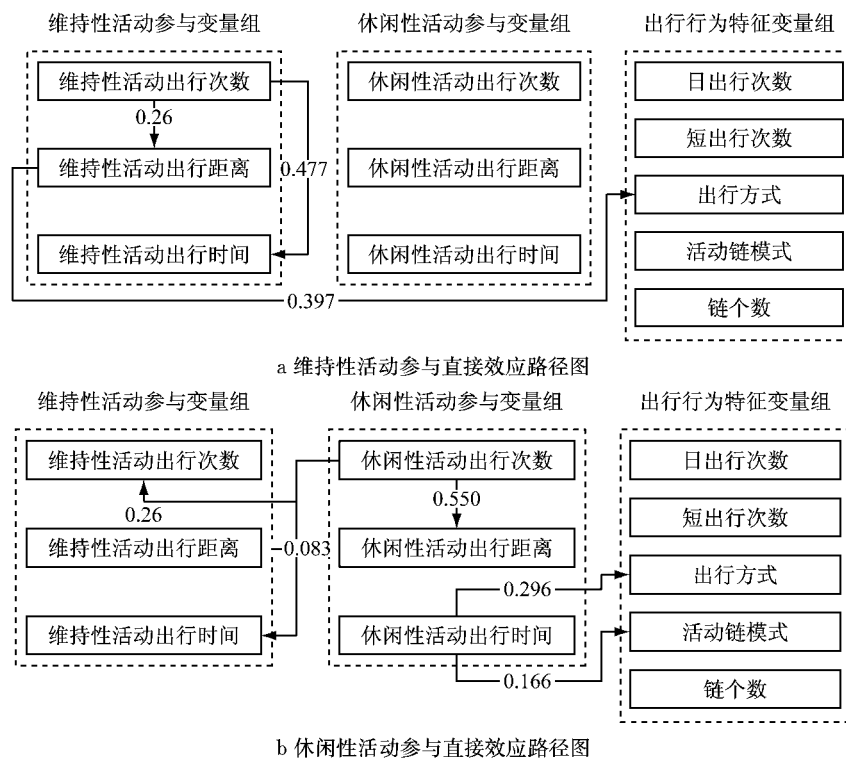 维持性活动参与变量组 休闲性活动参与变量组 出行行为特征变量组
维持性活动出行次数 休闲性活动出行次数 日出行次数
0.26
短出行次数
维持性活动出行距离 0.477 休闲性活动出行距离
出行方式
维持性活动出行时间 休闲性活动出行时间 活动链模式
0.397 链个数
a 维持性活动参与直接效应路径图
维持性活动参与变量组 休闲性活动参与变量组 出行行为特征变量组
维持性活动出行次数 休闲性活动出行次数 日出行次数
0.550
0.26 短出行次数
维持性活动出行距离 -0.083 休闲性活动出行距离
0.296 出行方式
维持性活动出行时间 休闲性活动出行时间 活动链模式
0.166 链个数
b 休闲性活动参与直接效应路径图